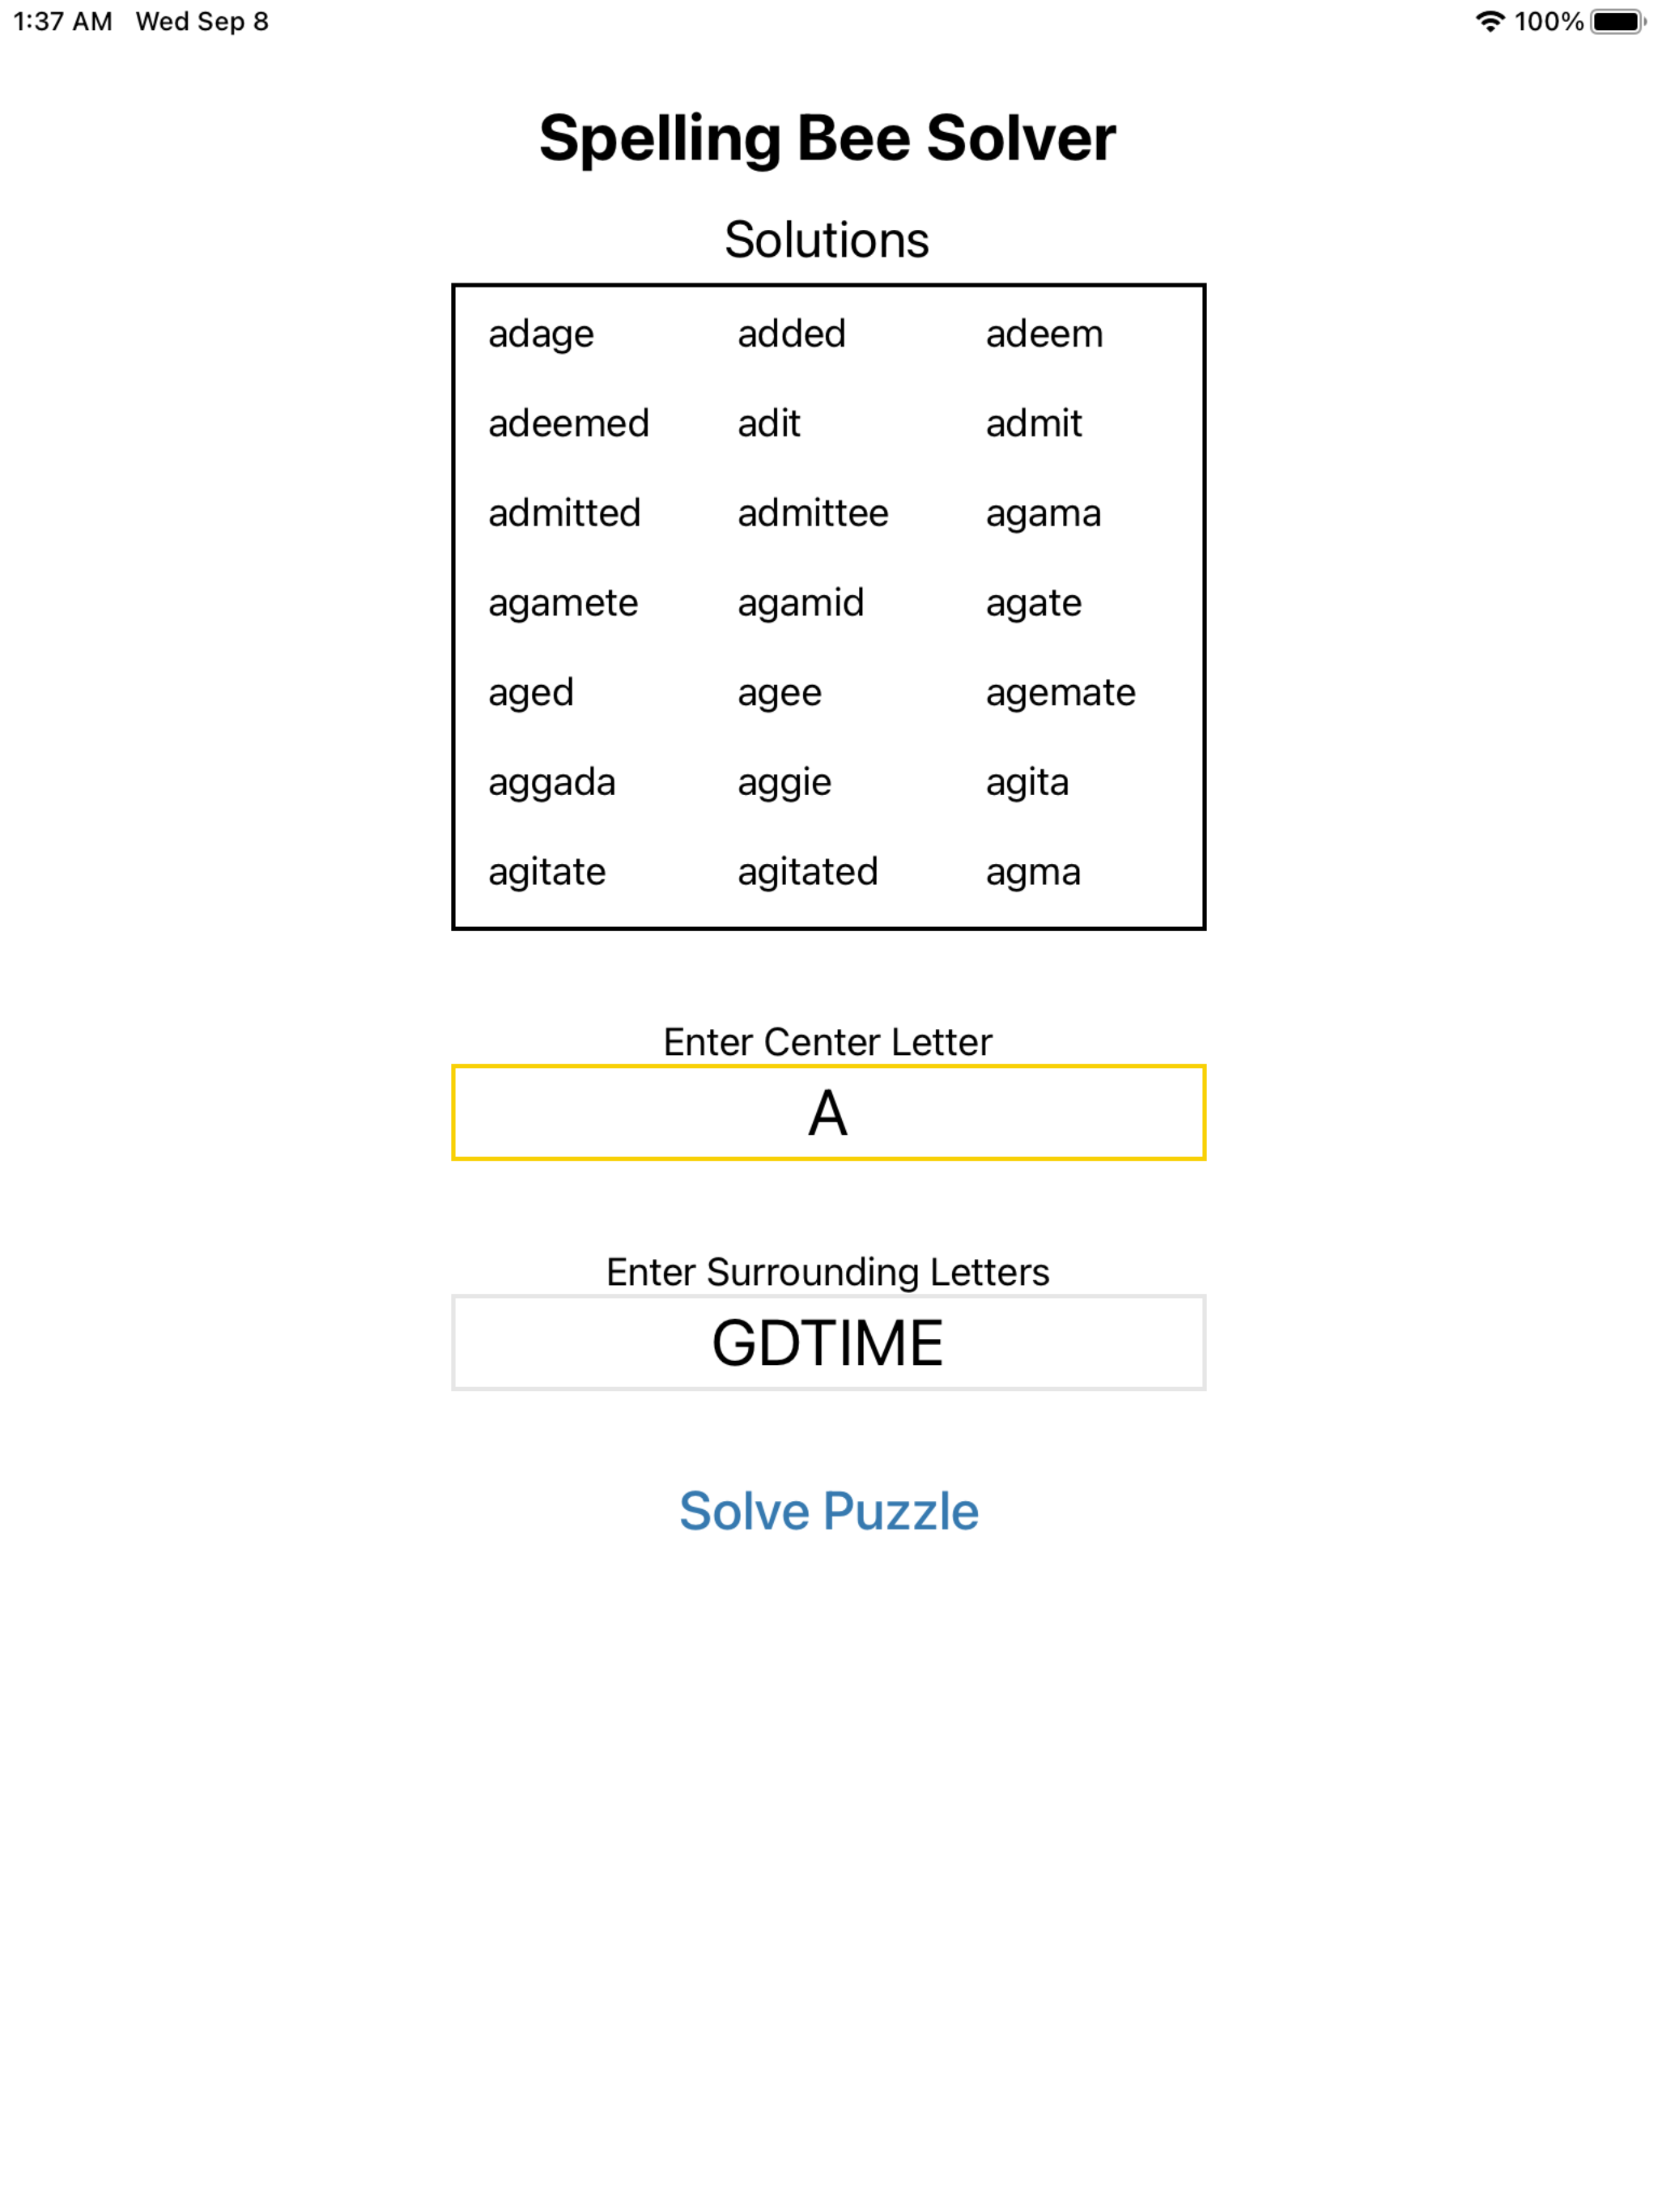 1:37 AM Wed Sep 8 100%
Spelling Bee Solver
Solutions
adage added adeem
adeemed adit admit
admitted admittee agama
agamete agamid agate
aged agee agemate
aggada aggie agita
agitate agitated agma
Enter Center Letter
A
Enter Surrounding Letters
GDTIME
Solve Puzzle